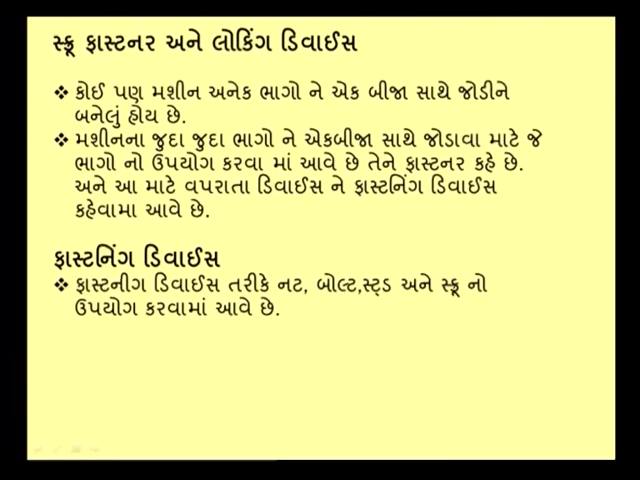 સ્ક્રૂ ફાસ્ટનર અને લોકિંગ ડિવાઈસ
❖ કોઈ પણ મશીન અનેક ભાગો ને એક બીજા સાથે જોડીને
બનેલું હોય છે.
❖ મશીનના જુદા જુદા ભાગો ને એકબીજા સાથે જોડાવા માટે જે
ભાગો નો ઉપયોગ કરવા માં આવે છે તેને ફાસ્ટનર કહે છે.
અને આ માટે વપરાતા ડિવાઈસ ને ફાસ્ટનિંગ ડિવાઈસ
કહેવામા આવે છે.
ફાસ્ટનિંગ ડિવાઈસ
❖ ફાસ્ટનીગ ડિવાઈસ તરીકે નટ, બોલ્ટ,સ્ટ્ડ અને સ્ક્રૂ નો
ઉપયોગ કરવામાં આવે છે.